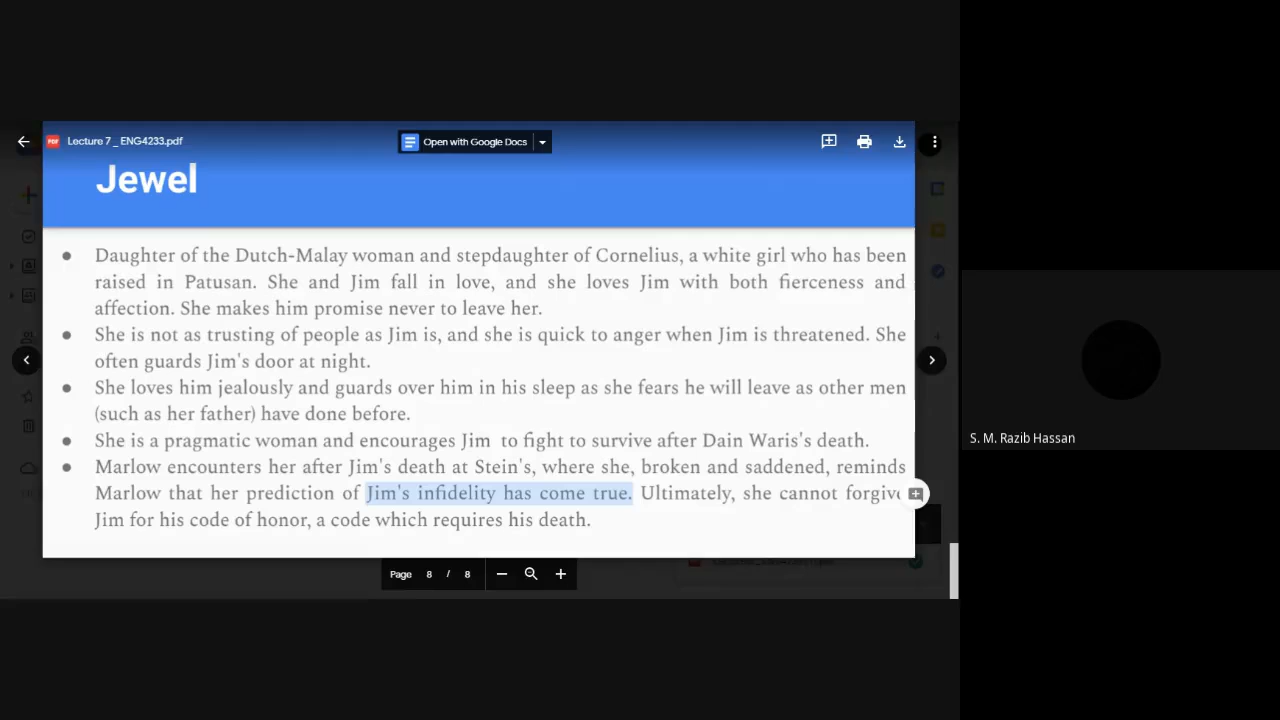 Lecture 7 _ ENG4233.pdf
Open with Google Docs
Jewel
● Daughter of the Dutch-Malay woman and stepdaughter of Cornelius, a white girl who has been
raised in Patusan. She and Jim fall in love, and she loves Jim with both fierceness and
affection. She makes him promise never to leave her.
● She is not as trusting of people as Jim is, and she is quick to anger when Jim is threatened. She
often guards Jim's door at night.
● She loves him jealously and guards over him in his sleep as she fears he will leave as other men
(such as her father) have done before.
● She is a pragmatic woman and encourages Jim to fight to survive after Dain Waris's death.
● Marlow encounters her after Jim's death at Stein's, where she, broken and saddened, reminds
Marlow that her prediction of Jim's infidelity has come true. Ultimately, she cannot forgive
Jim for his code of honor, a code which requires his death.
S. M. Razib Hassan
Page 8 / 8